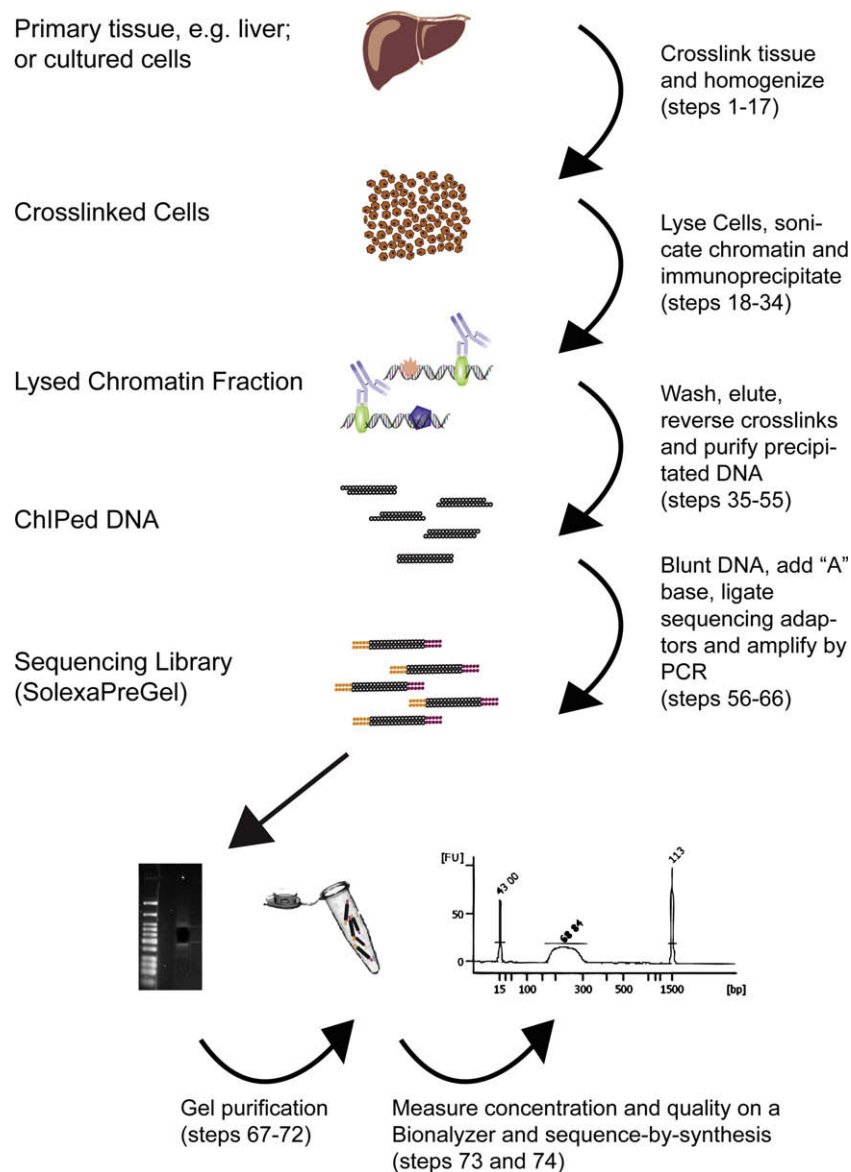 Primary tissue, e.g. liver;
or cultured cells
Crosslink tissue
and homogenize
(steps 1-17)
Crosslinked Cells
Lyse Cells, soni-
cate chromatin and
immunoprecipitate
(steps 18-34)
Lysed Chromatin Fraction
Wash, elute,
reverse crosslinks
and purify precipi-
tated DNA
(steps 35-55)
ChIPed DNA
Blunt DNA, add “A”
base, ligate
sequencing adap-
tors and amplify by
PCR
(steps 56-66)
Sequencing Library
(SolexaPreGel)
[FU]
50
0
43 00
68 84
113
15 100 300 500 1500 [bp]
Gel purification
(steps 67-72)
Measure concentration and quality on a
Bionalyzer and sequence-by-synthesis
(steps 73 and 74)